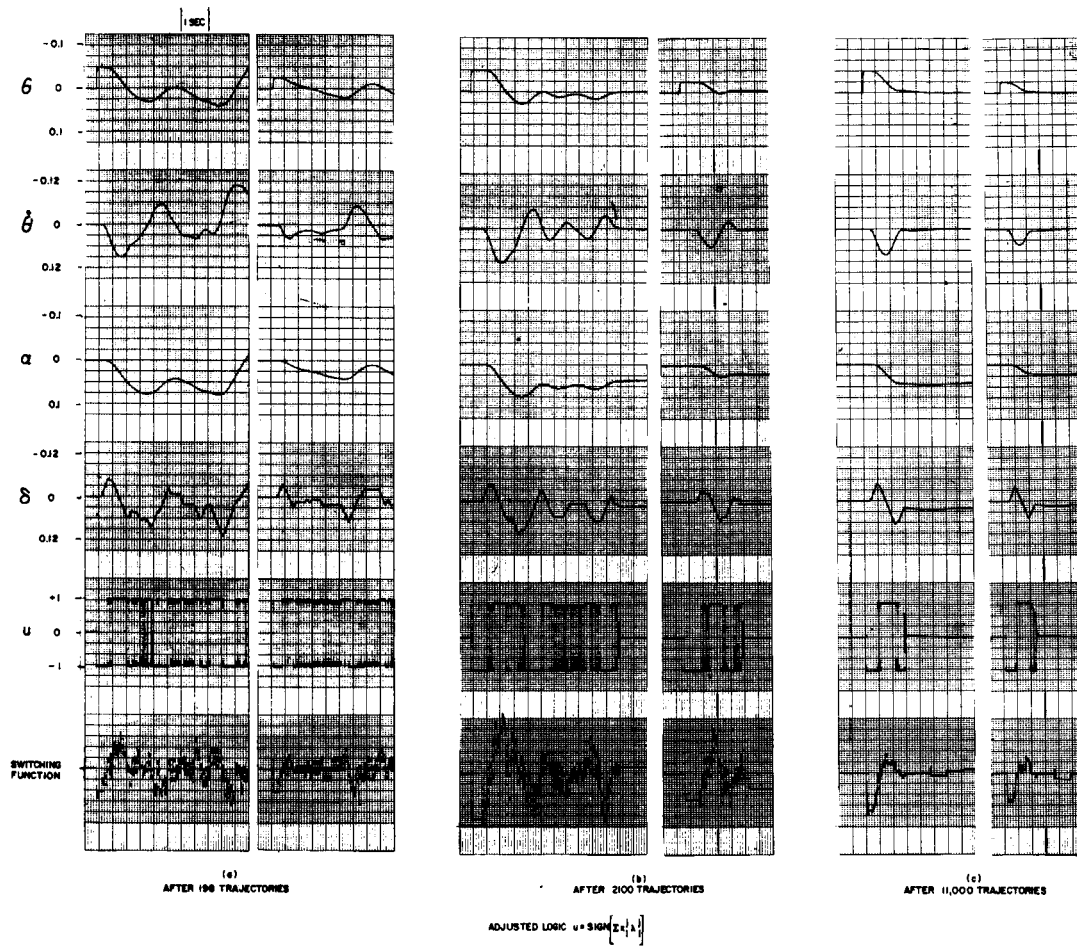 1 SEC
-0.1
θ 0
0.1
-0.12
θ̇ 0
0.12
-0.1
α 0
0.1
-0.12
δ 0
0.12
+1
u 0
-1
SWITCHING
FUNCTION
(a)
AFTER 198 TRAJECTORIES
(b)
AFTER 2100 TRAJECTORIES
(c)
AFTER 11,000 TRAJECTORIES
ADJUSTED LOGIC u = SIGN